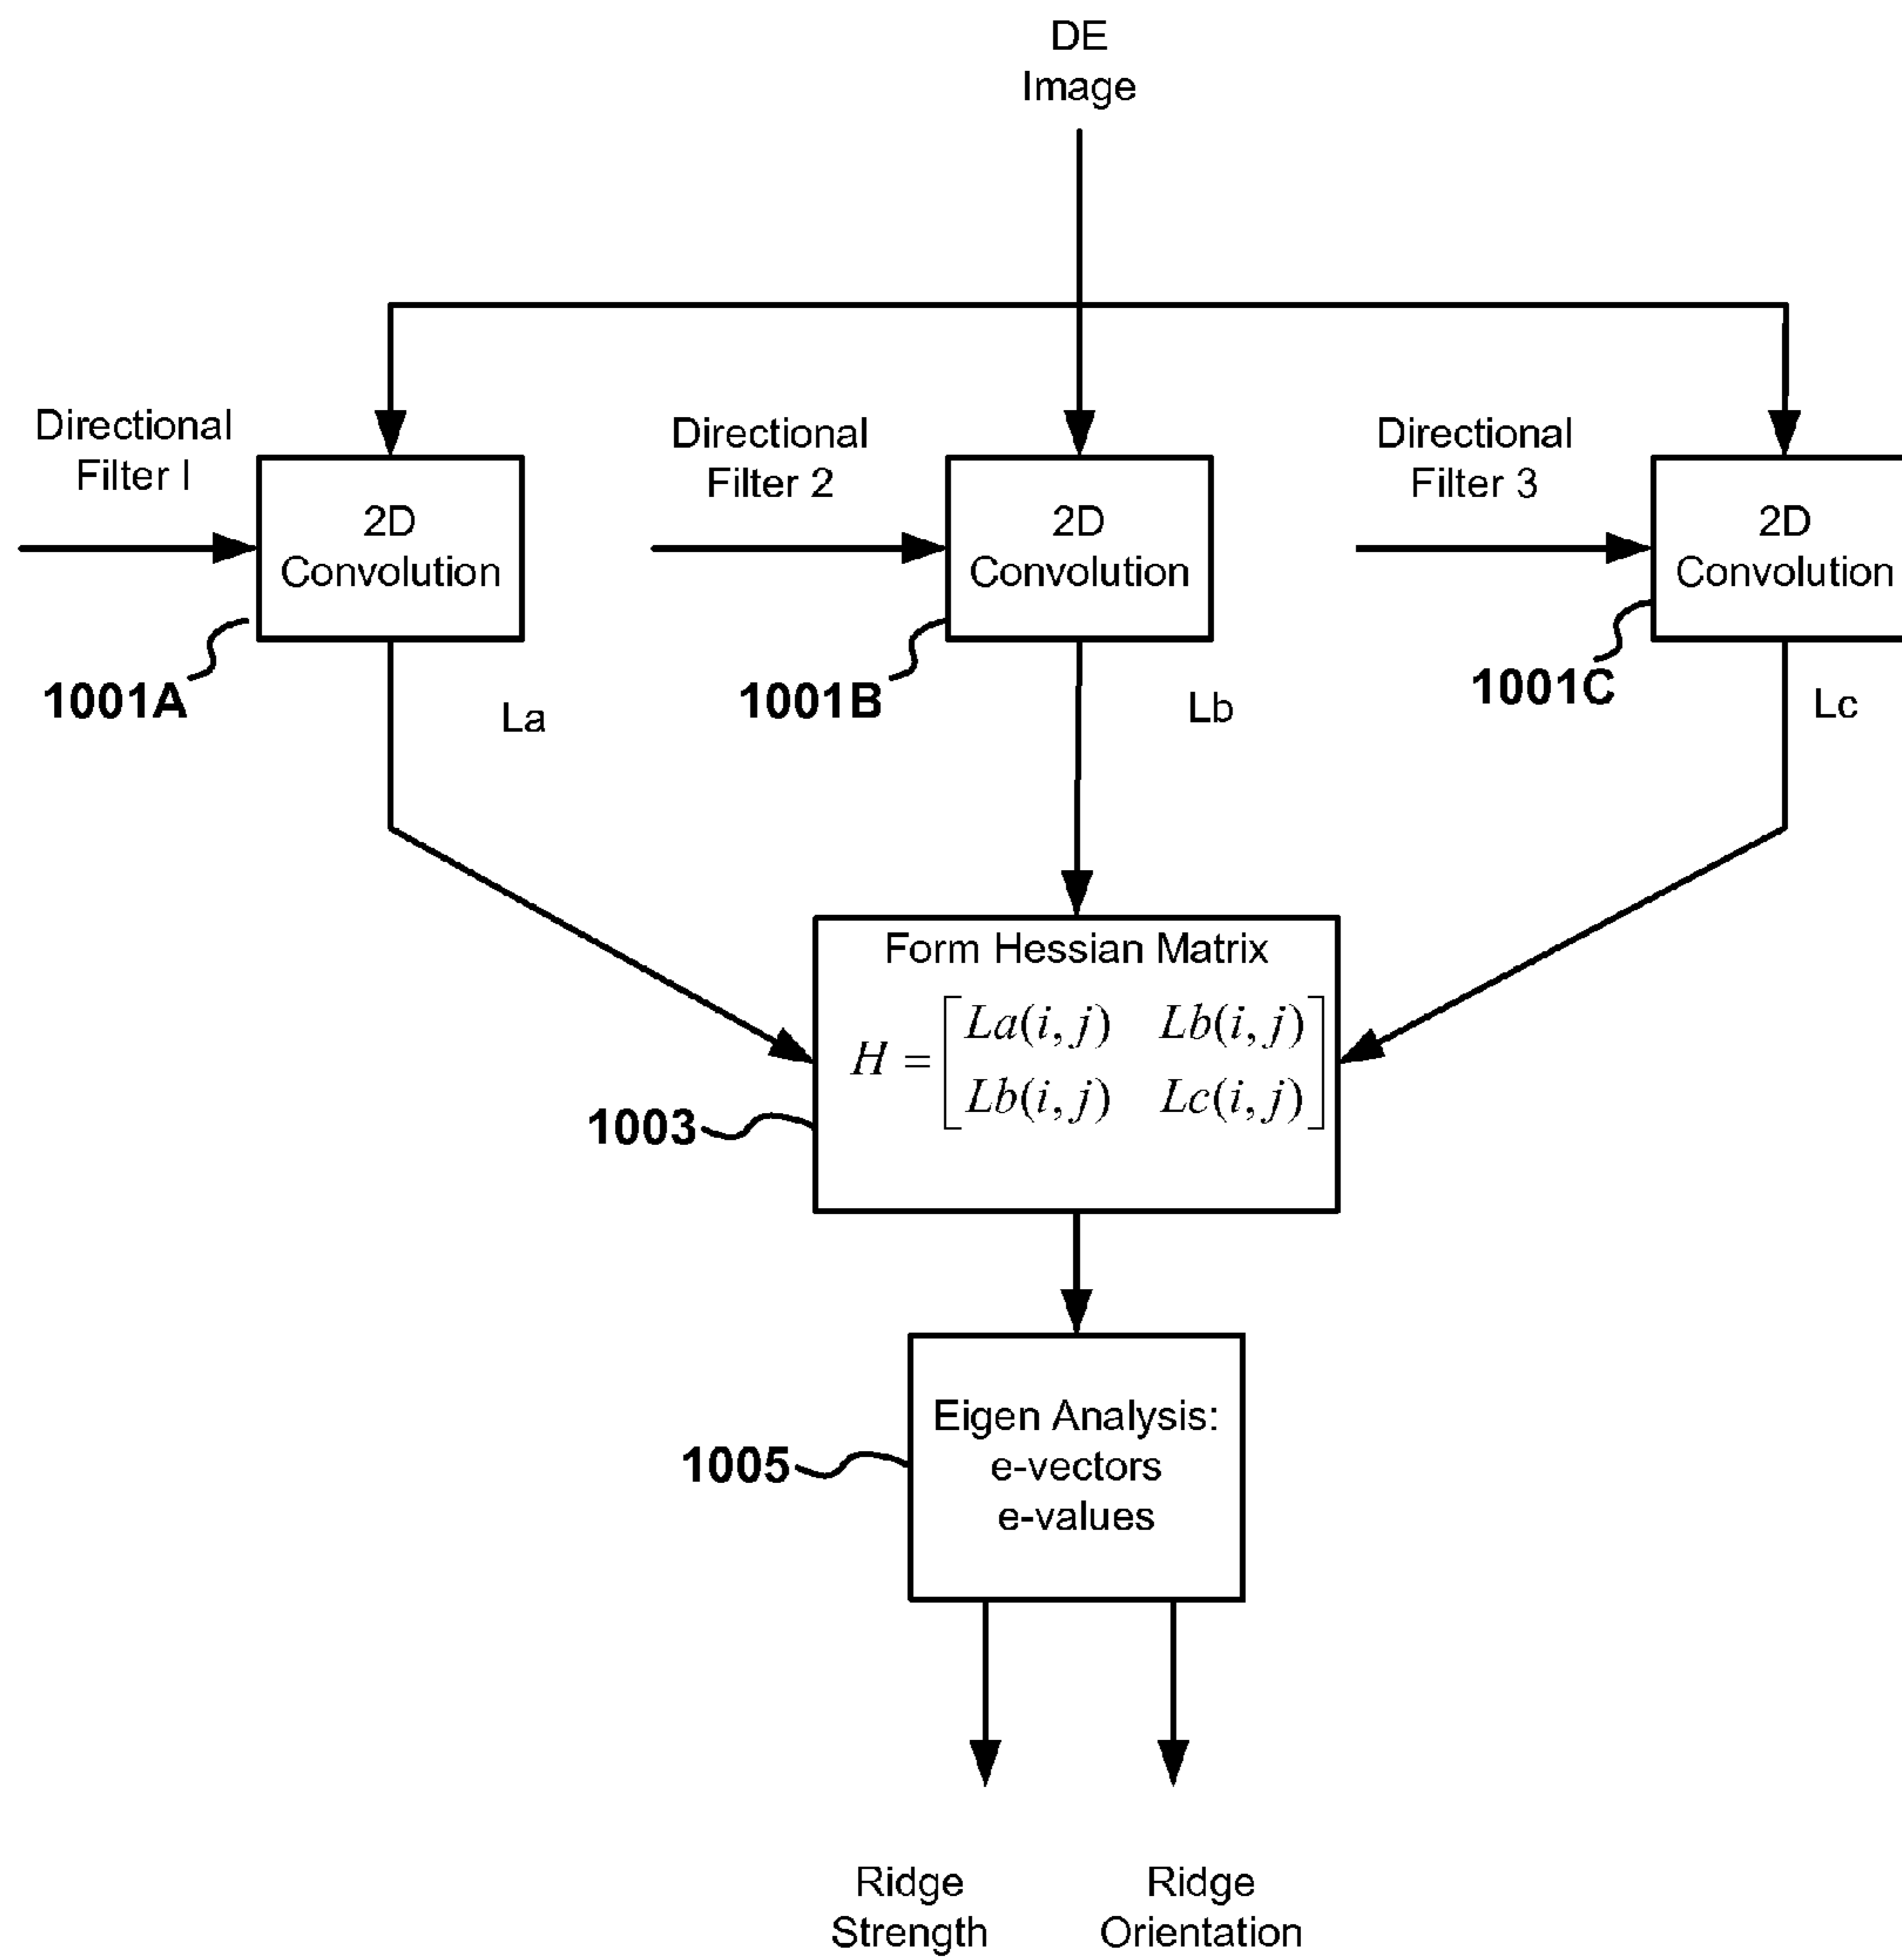 DE
Image
Directional
Filter I
Directional
Filter 2
Directional
Filter 3
2D
Convolution
2D
Convolution
2D
Convolution
1001A
La
1001B
Lb
1001C
Lc
Form Hessian Matrix
H = [ La(i, j) Lb(i, j)
Lb(i, j) Lc(i, j) ]
1003
Eigen Analysis:
e-vectors
e-values
1005
Ridge
Strength
Ridge
Orientation